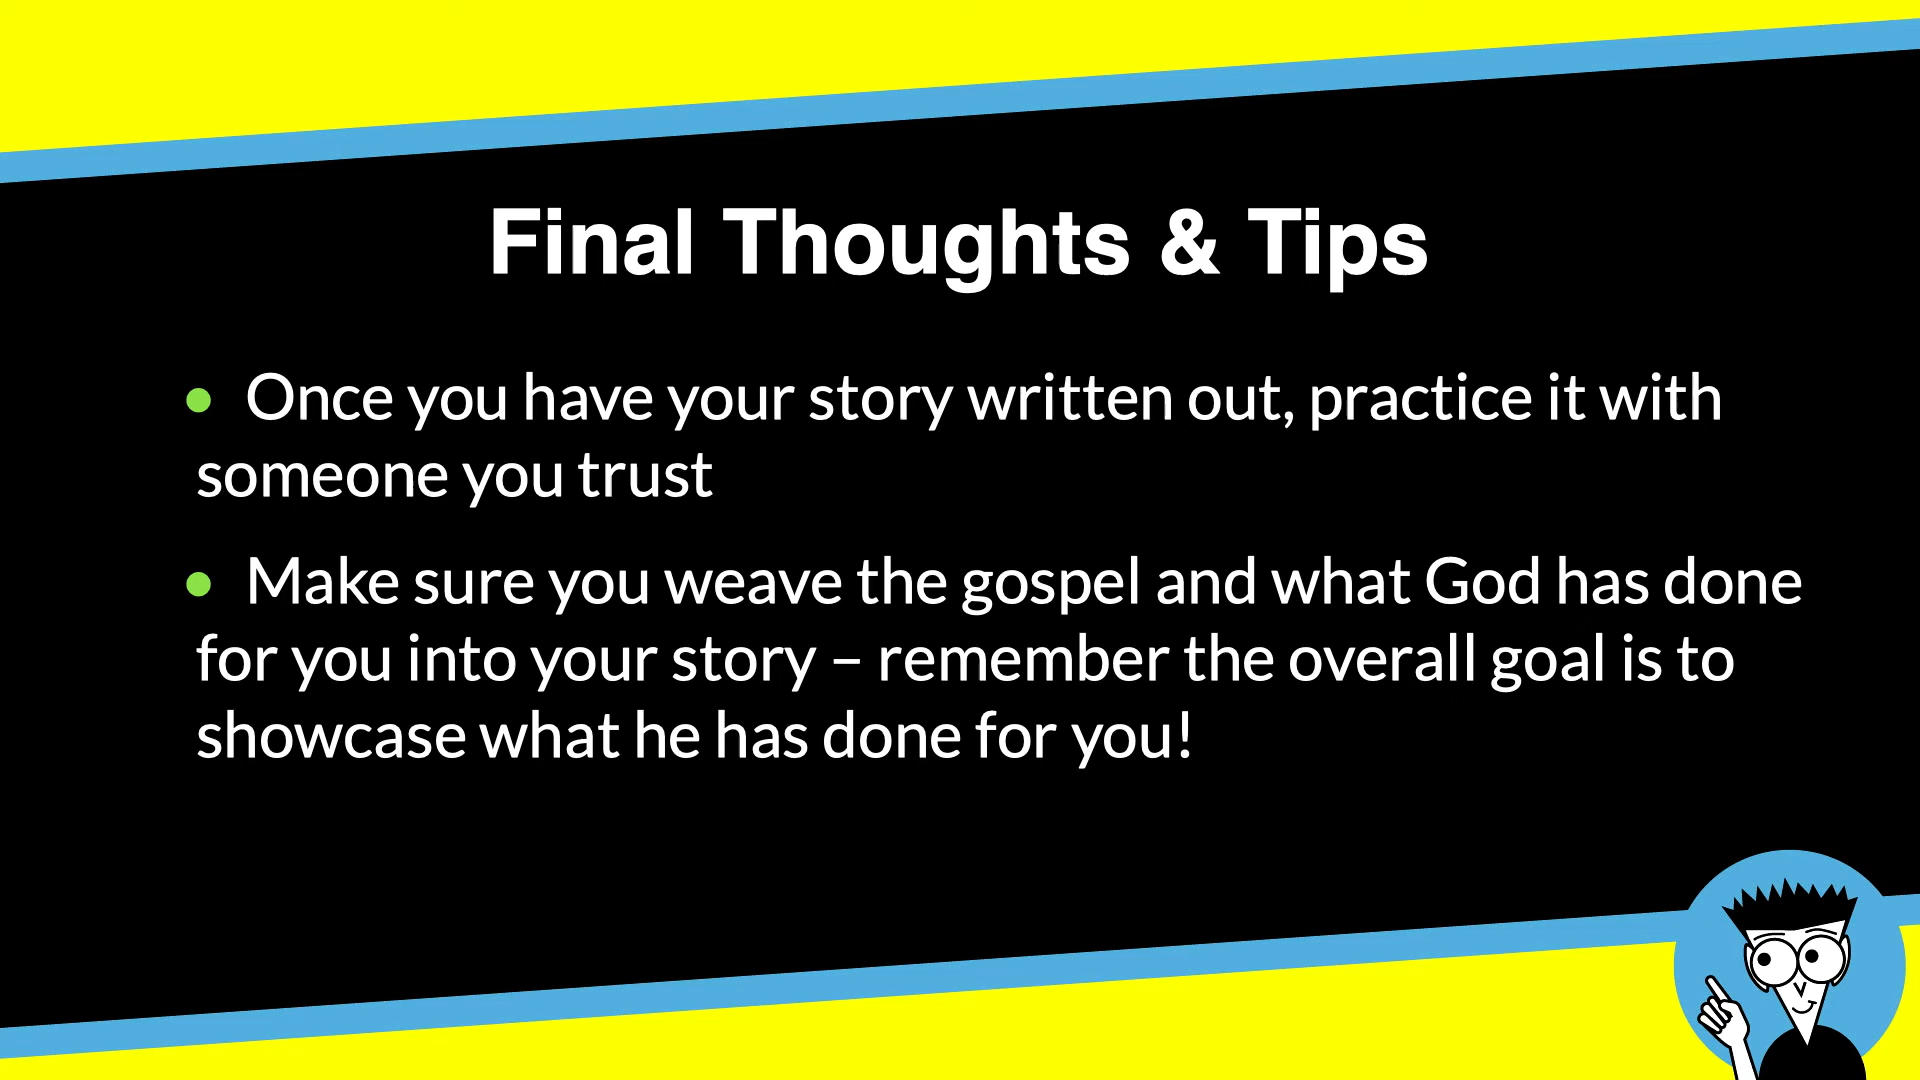 Final Thoughts & Tips
• Once you have your story written out, practice it with
someone you trust
• Make sure you weave the gospel and what God has done
for you into your story – remember the overall goal is to
showcase what he has done for you!